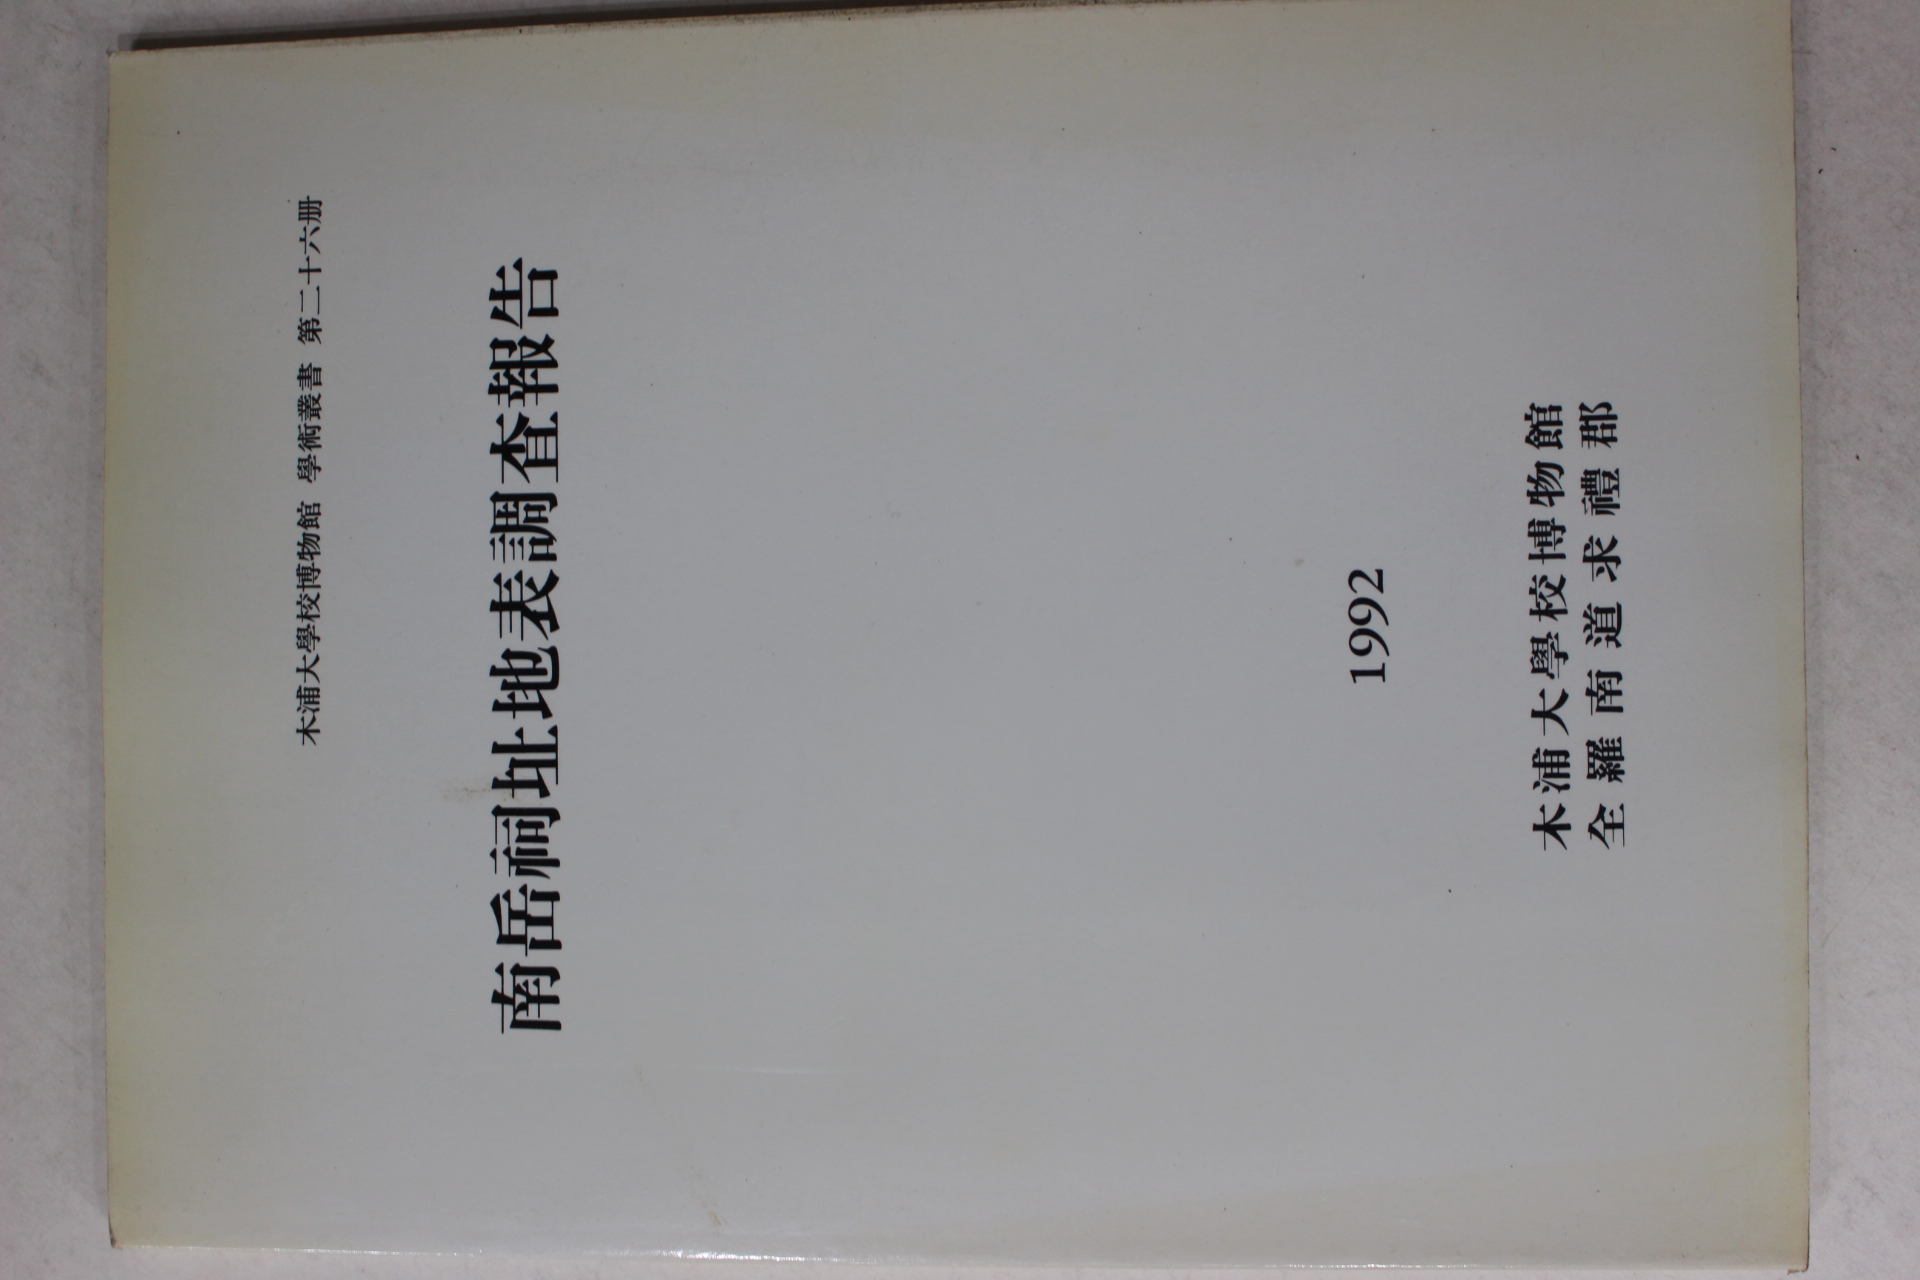 木浦大學校博物館 學術叢書 第二十六册
南岳祠址地表調査報告
1992
木浦大學校博物館
全羅南道求禮郡